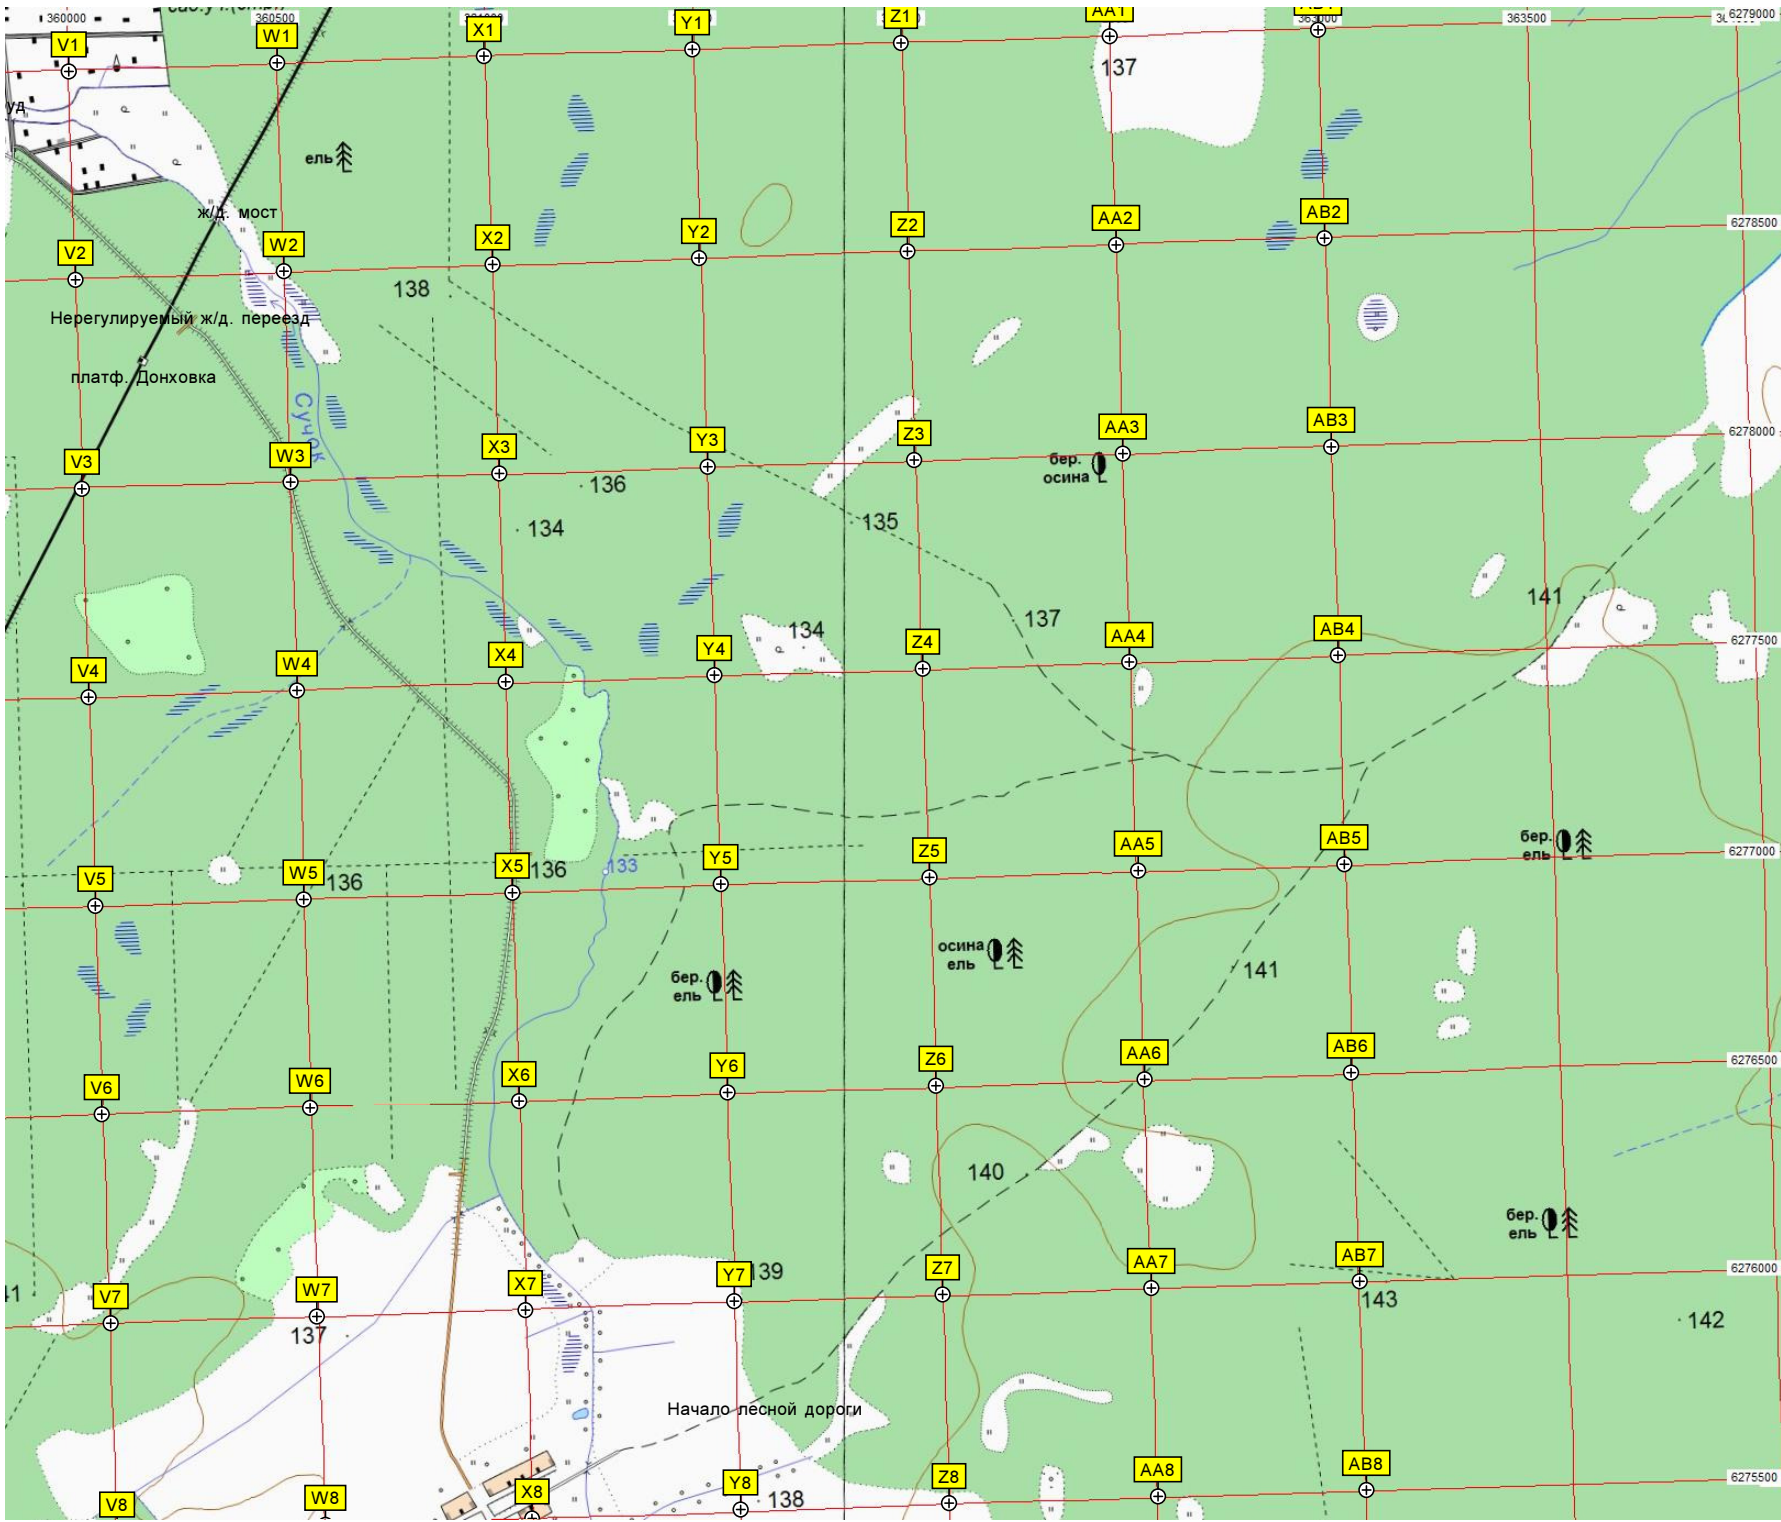 360000
360500
363000
363500
6279000
V1
W1
X1
Y1
Z1
AA1
137
уд
ель
ж/д. мост
6278500
V2
W2
X2
Y2
Z2
AA2
AB2
138
Нерегулируемый ж/д. переезд
платф. Донховка
Сучок
6278000
V3
W3
X3
Y3
Z3
AA3
AB3
бер.
осина
136
134
135
141
137
134
6277500
V4
W4
X4
Y4
Z4
AA4
AB4
6277000
V5
W5
X5
Y5
Z5
AA5
AB5
бер.
ель
136
136
133
осина
ель
бер.
ель
141
6276500
V6
W6
X6
Y6
Z6
AA6
AB6
140
бер.
ель
6276000
V7
W7
X7
Y7
Z7
AA7
AB7
139
143
142
137
Начало лесной дороги
6275500
V8
W8
X8
Y8
Z8
AA8
AB8
138